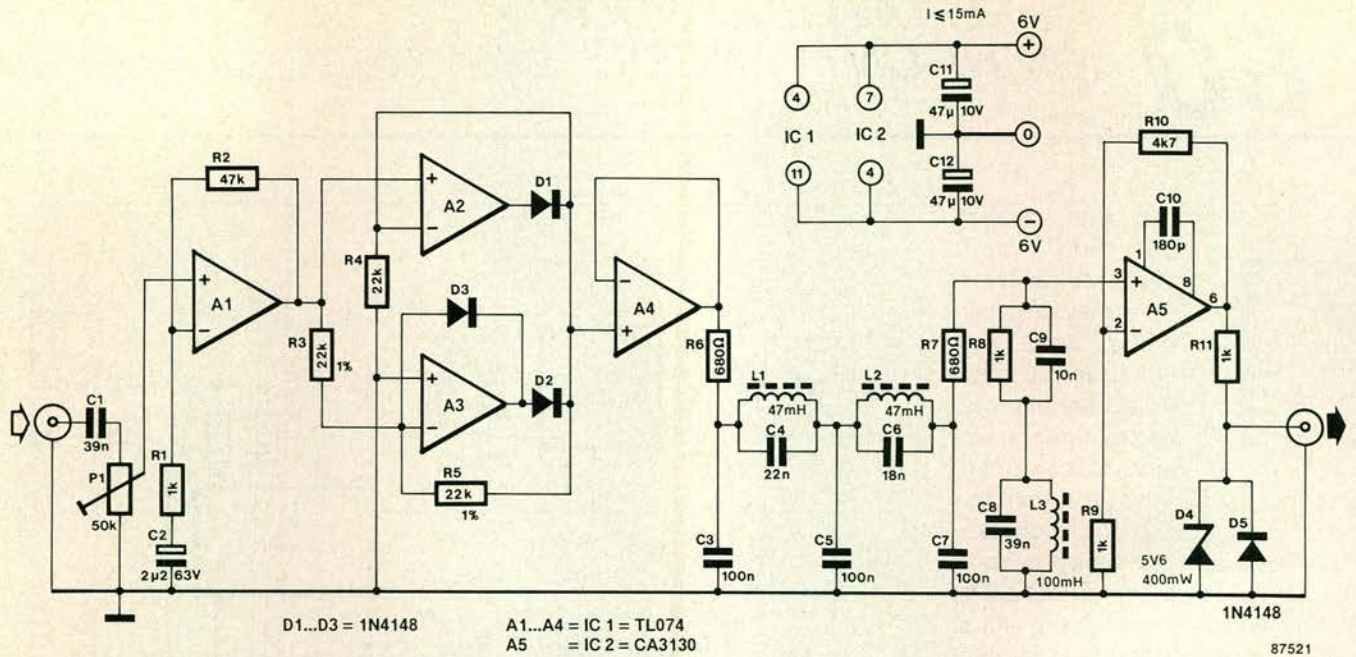 I ≤ 15mA
6V
+
C11
47µ 10V
4
7
0
IC 1
IC 2
C12
47µ 10V
11
4
−
6V
C1
39n
P1
50k
R1
1k
C2
2µ2 63V
R2
47k
+
A1
−
R3
22k
1%
R4
22k
+
A2
−
D1
D3
+
A3
−
D2
R5
22k
1%
−
A4
+
R6
680Ω
L1
47mH
C4
22n
L2
47mH
C6
18n
C3
100n
C5
100n
C7
100n
R7
680Ω
R8
1k
C9
10n
C8
39n
L3
100mH
R9
1k
R10
4k7
C10
180µ
1
8
3
+
A5
6
2
−
R11
1k
D4
5V6
400mW
D5
1N4148
D1...D3 = 1N4148
A1...A4 = IC 1 = TL074
A5 = IC 2 = CA3130
87521